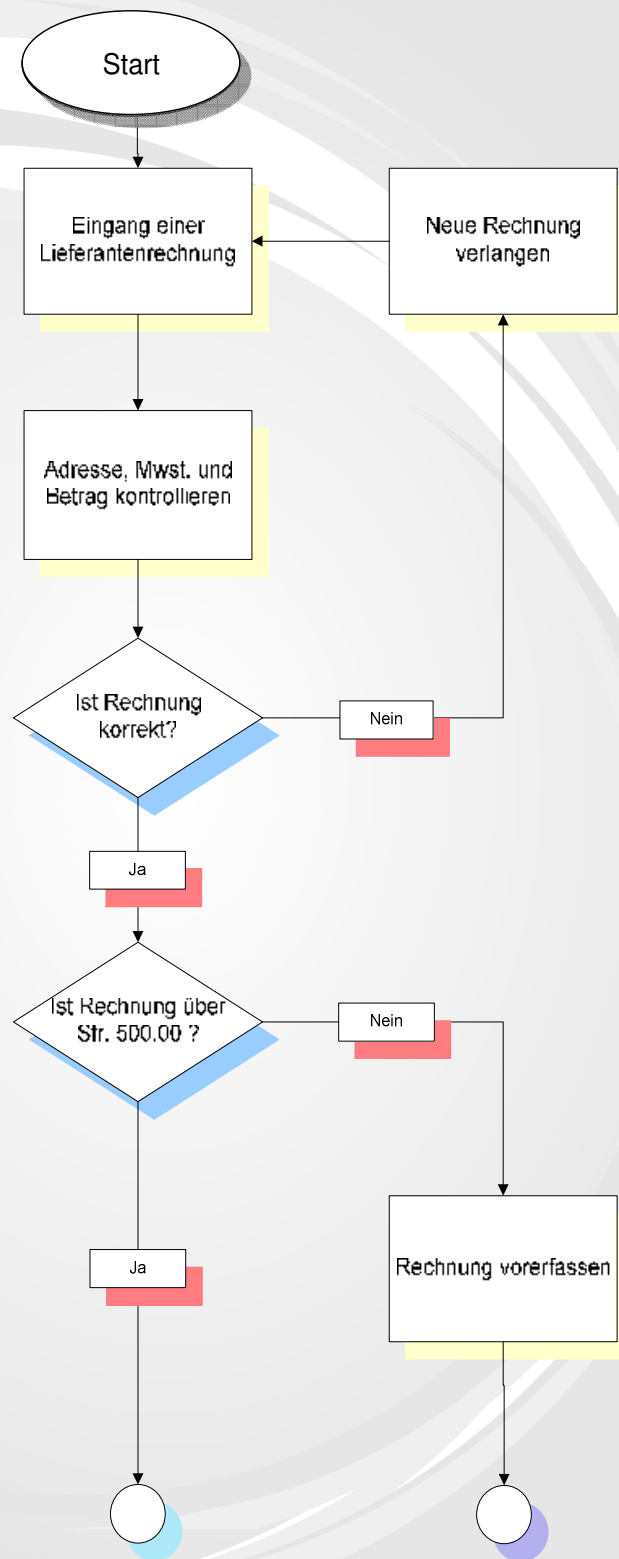 Start
Eingang einer
Lieferantenrechnung
Neue Rechnung
verlangen
Adresse, Mwst. und
Betrag kontrollieren
Ist Rechnung
korrekt?
Nein
Ja
Ist Rechnung über
Sfr. 500.00 ?
Nein
Ja
Rechnung vorerfassen